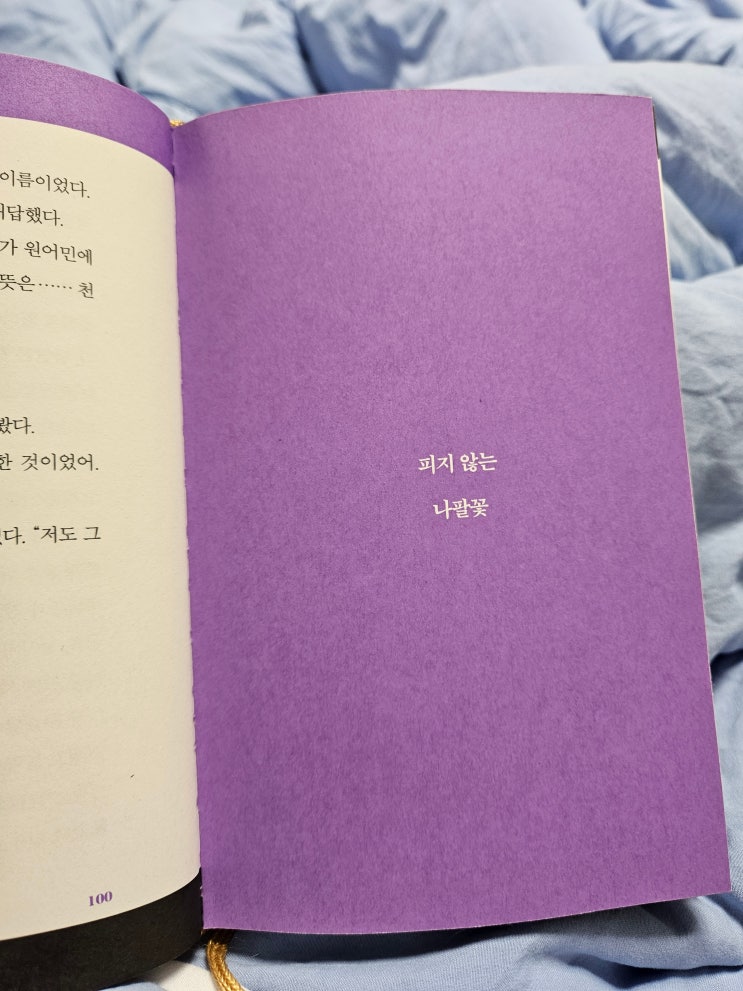 이름이었다.
답했다.
가 원어민에
뜻은…… 천
봤다.
한 것이었어.
다. “저도 그
100
피지 않는
나팔꽃